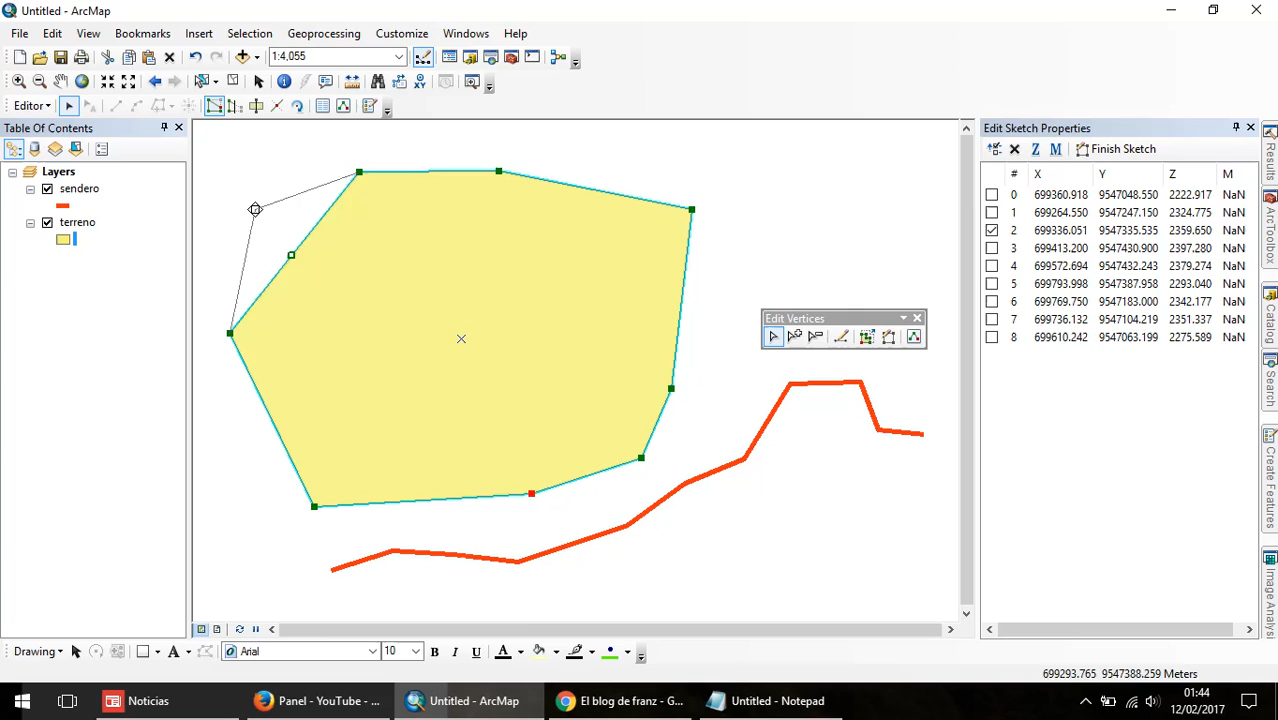 Untitled - ArcMap
File Edit View Bookmarks Insert Selection Geoprocessing Customize Windows Help
1:4,055
Editor
Table Of Contents
Layers
sendero
terreno
Edit Vertices
Edit Sketch Properties
Finish Sketch
# X Y Z M
0 699360.918 9547048.550 2222.917 NaN
1 699264.550 9547247.150 2324.775 NaN
2 699336.051 9547335.535 2359.650 NaN
3 699413.200 9547430.900 2397.280 NaN
4 699572.694 9547432.243 2379.274 NaN
5 699793.998 9547387.958 2293.040 NaN
6 699769.750 9547183.000 2342.177 NaN
7 699736.132 9547104.219 2351.337 NaN
8 699610.242 9547063.199 2275.589 NaN
Results
ArcToolbox
Catalog
Search
Create Features
Image Analysi
Drawing
Arial
10
B I U A
699293.765 9547388.259 Meters
Noticias
Panel - YouTube - ...
Untitled - ArcMap
El blog de franz - G...
Untitled - Notepad
01:44
12/02/2017